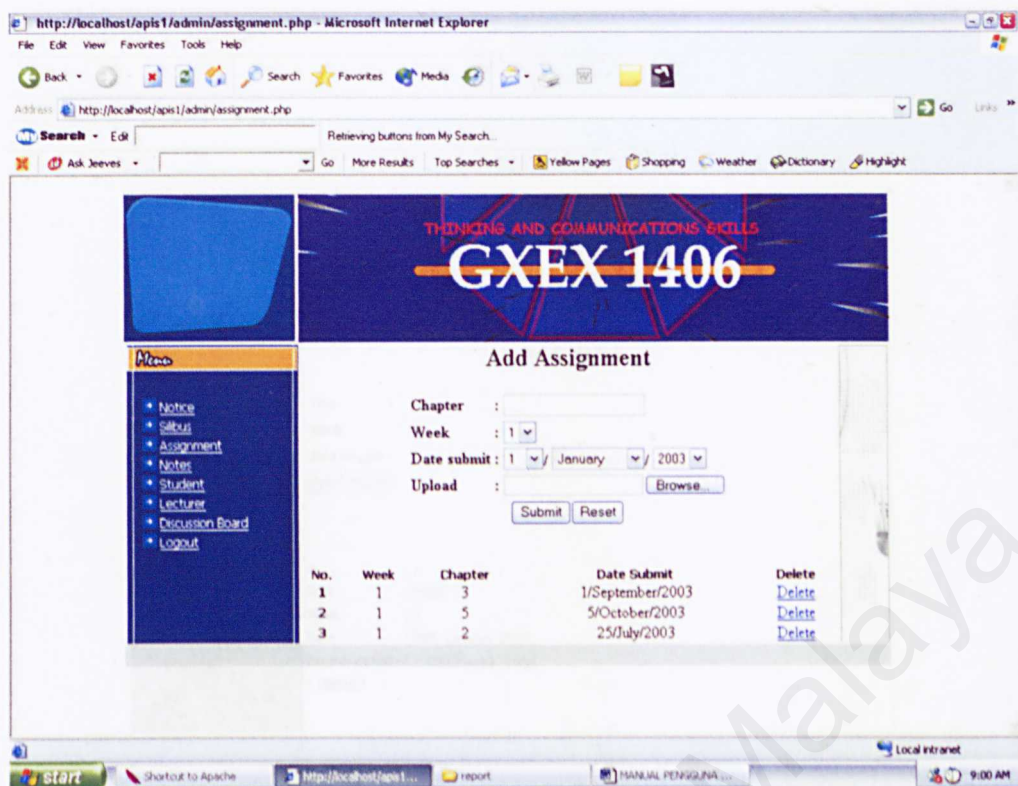 http://localhost/apis1/admin/assignment.php - Microsoft Internet Explorer
File Edit View Favorites Tools Help
Back Search Favorites Media
Address http://localhost/apis1/admin/assignment.php Go Links »
Search Edit Retrieving buttons from My Search...
Ask Jeeves Go More Results Top Searches Yellow Pages Shopping Weather Dictionary Highlight
THINKING AND COMMUNICATIONS SKILLS
GXEX 1406
Menu
Notice
Silibus
Assignment
Notes
Student
Lecturer
Discussion Board
Logout
Add Assignment
Chapter :
Week : 1
Date submit : 1 / January / 2003
Upload : Browse...
Submit Reset
No. Week Chapter Date Submit Delete
1 1 3 1/September/2003 Delete
2 1 5 5/October/2003 Delete
3 1 2 25/July/2003 Delete
Malaya
Local intranet
start Shortcut to Apache http://localhost/apis1... report MANUAL PENGGUNA ... 9:00 AM